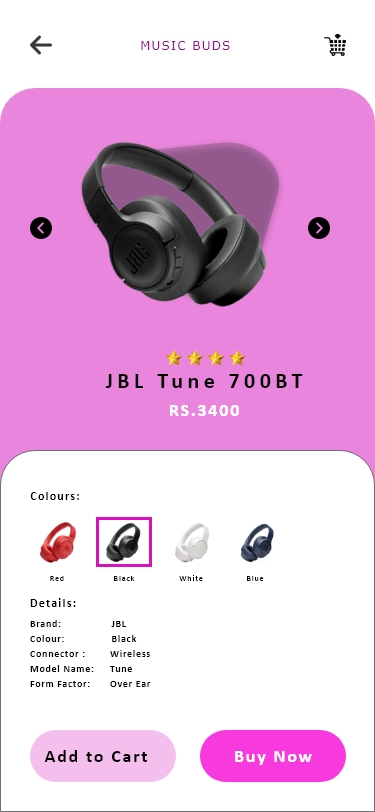 MUSIC BUDS
JBL
JBL Tune 700BT
RS.3400
Colours:
Red Black White Blue
Details:
Brand: JBL
Colour: Black
Connector : Wireless
Model Name: Tune
Form Factor: Over Ear
Add to Cart Buy Now